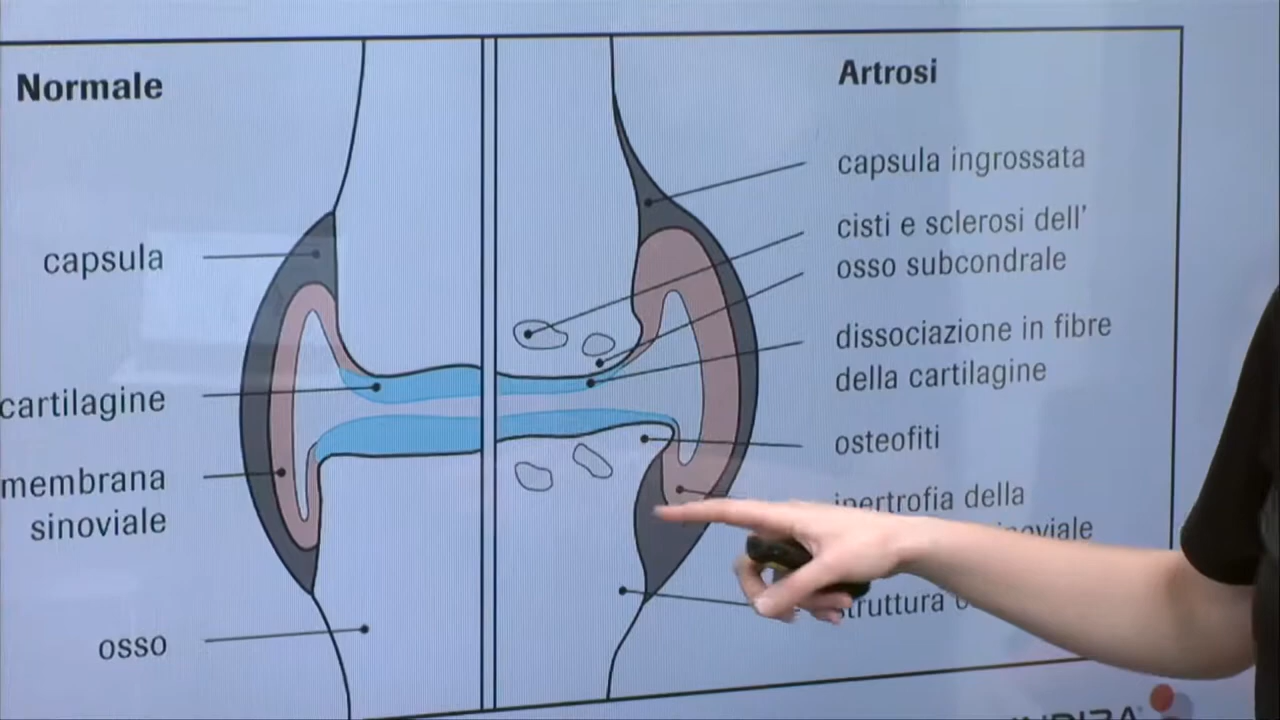 Normale
capsula
cartilagine
membrana
sinoviale
osso
Artrosi
capsula ingrossata
cisti e sclerosi dell'
osso subcondrale
dissociazione in fibre
della cartilagine
osteofiti
ipertrofia della
struttura